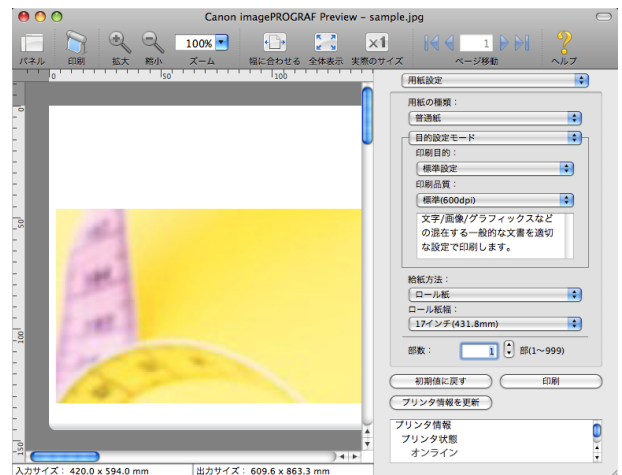 Canon imagePROGRAF Preview – sample.jpg
100%
1
パネル 印刷 拡大 縮小 ズーム 幅に合わせる 全体表示 実際のサイズ ページ移動 ヘルプ
0 50 100
0
50
100
150
用紙設定
用紙の種類：
普通紙
目的設定モード
印刷目的：
標準設定
印刷品質：
標準(600dpi)
文字/画像/グラフィックスなど
の混在する一般的な文書を適切
な設定で印刷します。
給紙方法：
ロール紙
ロール紙幅：
17インチ(431.8mm)
部数： 1 部(1〜999)
初期値に戻す 印刷
プリンタ情報を更新
プリンタ情報
プリンタ状態
オンライン
入力サイズ： 420.0 x 594.0 mm 出力サイズ： 609.6 x 863.3 mm